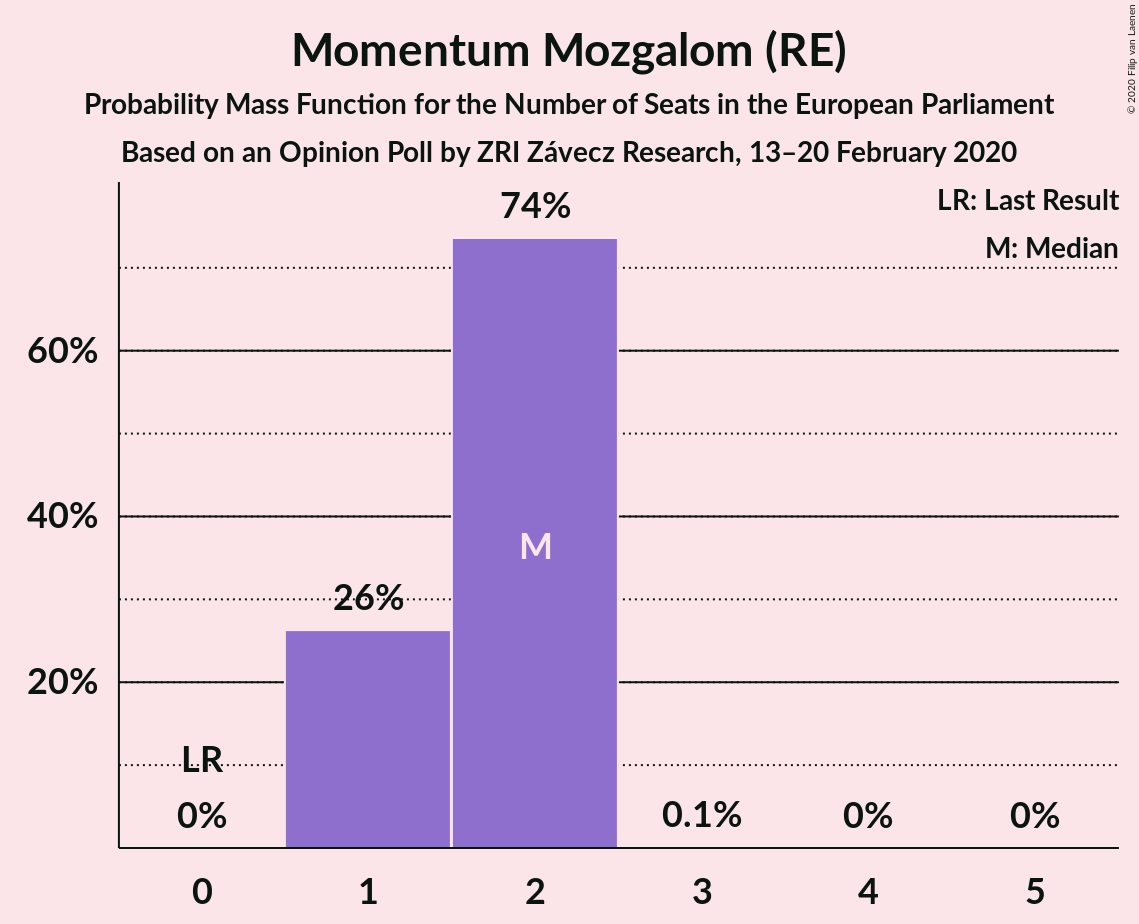 Momentum Mozgalom (RE)
Probability Mass Function for the Number of Seats in the European Parliament
Based on an Opinion Poll by ZRI Závecz Research, 13–20 February 2020
© 2020 Filip van Laenen
LR: Last Result
M: Median
74%
60%
40%
M
26%
20%
LR
0%
0.1%
0%
0%
0 1 2 3 4 5